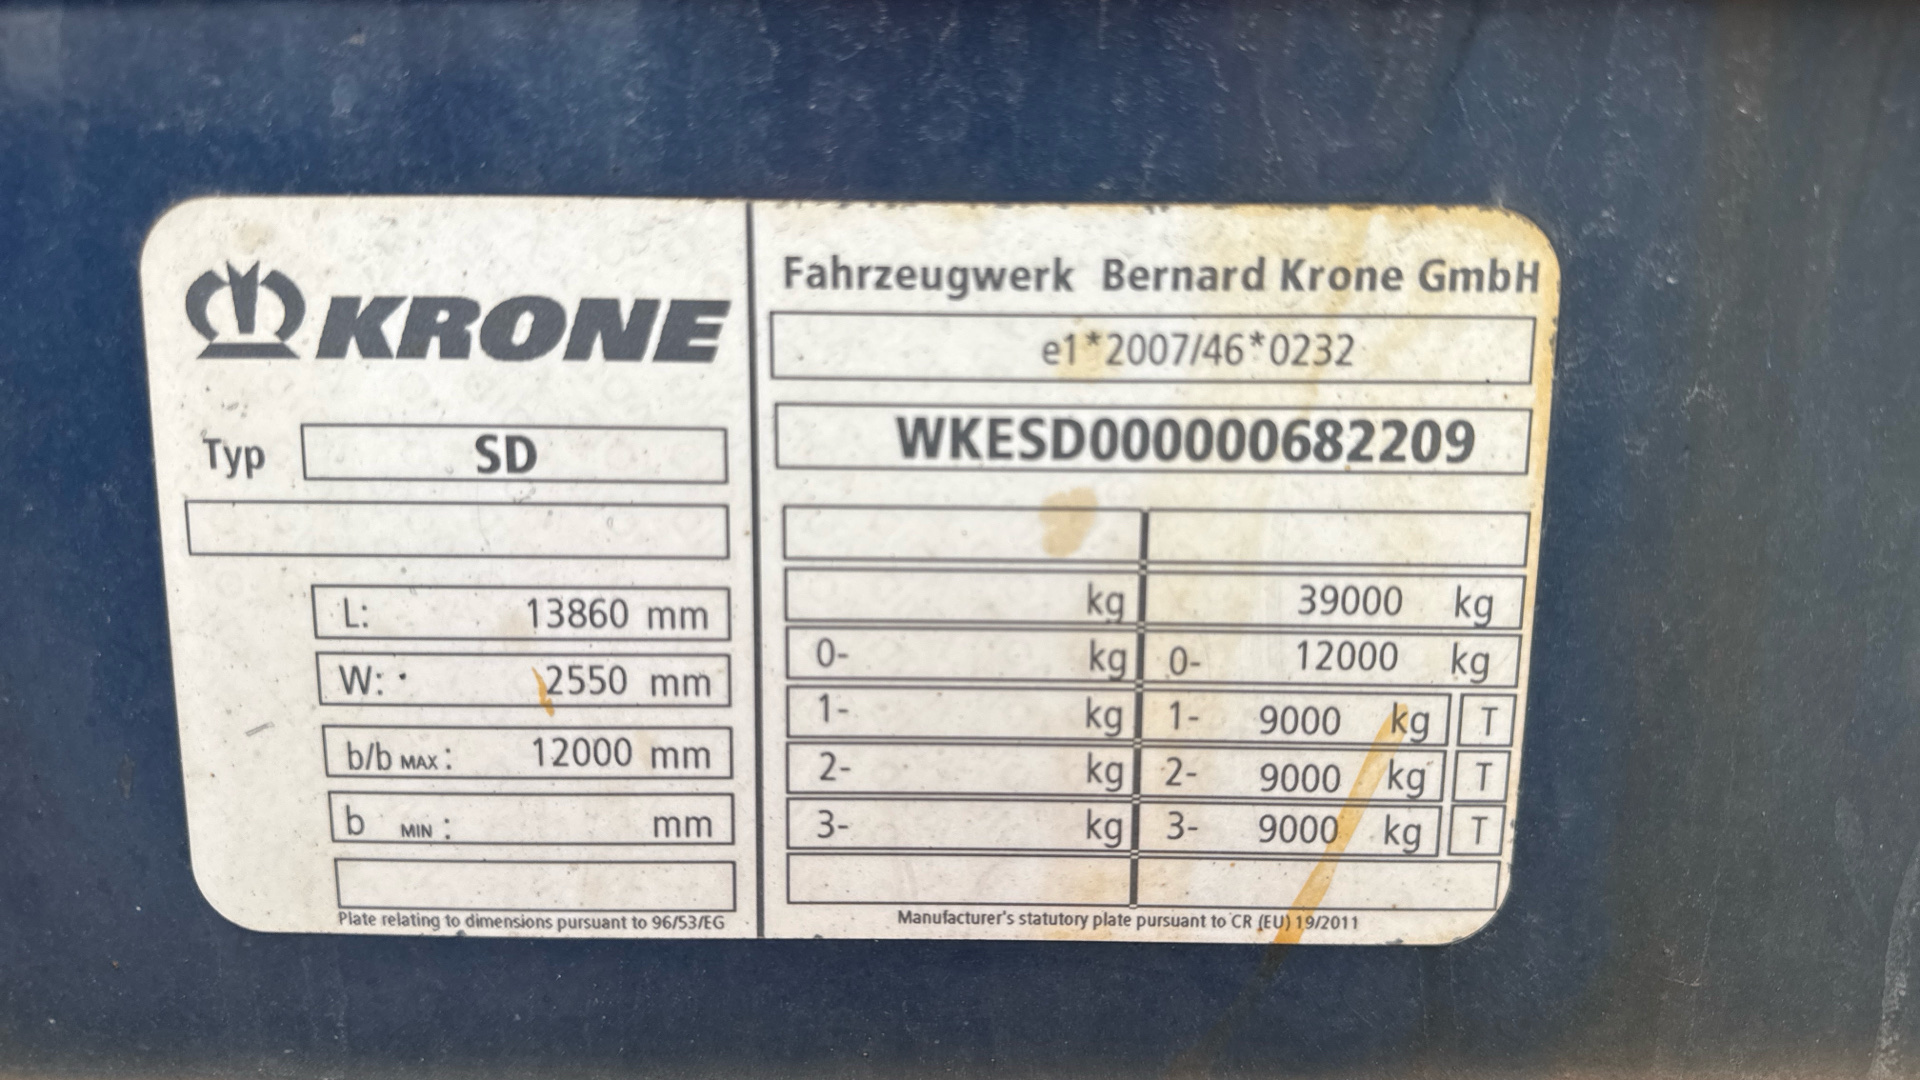 KRONE
Typ SD
L: 13860 mm
W: 2550 mm
b/b MAX: 12000 mm
b MIN: mm
Plate relating to dimensions pursuant to 96/53/EG
Fahrzeugwerk Bernard Krone GmbH
e1*2007/46*0232
WKESD000000682209
kg 39000 kg
0- kg 0- 12000 kg
1- kg 1- 9000 kg T
2- kg 2- 9000 kg T
3- kg 3- 9000 kg T
Manufacturer's statutory plate pursuant to CR (EU) 19/2011